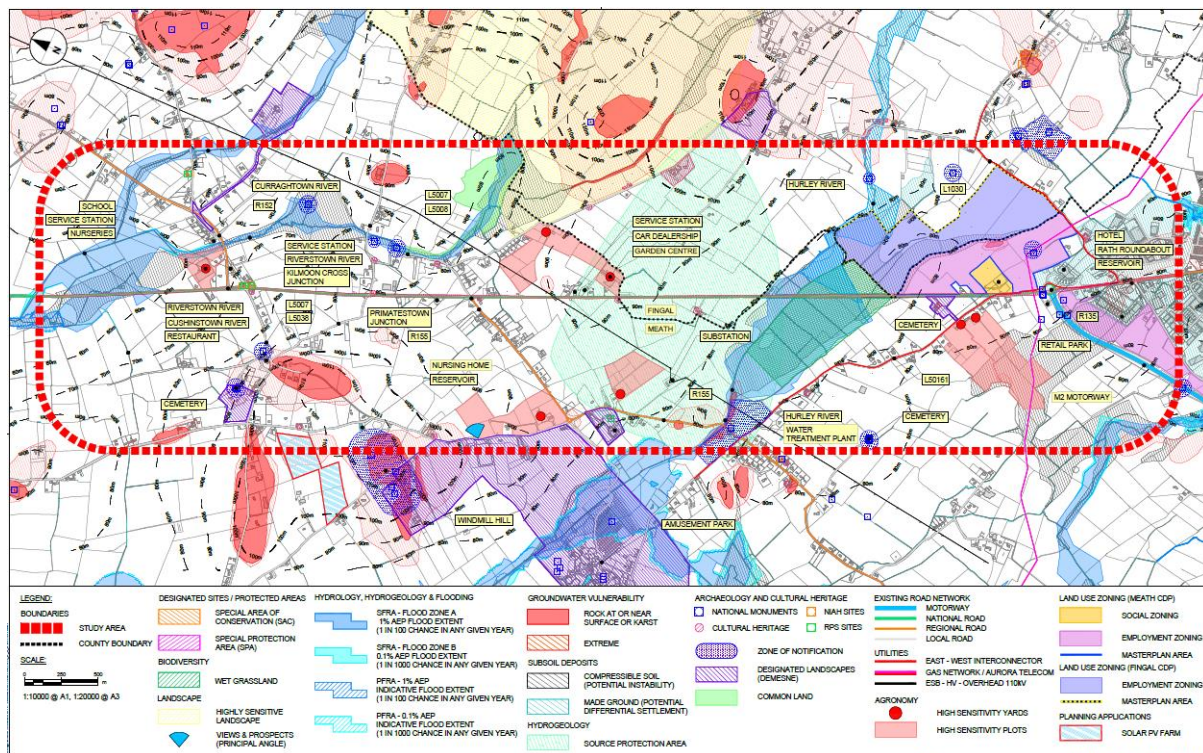 N
SCHOOL
SERVICE STATION
NURSERIES
CURRAGHTOWN RIVER
R152
SERVICE STATION
RIVERSTOWN RIVER
KILMOON CROSS
JUNCTION
L5007
L5008
SERVICE STATION
CAR DEALERSHIP
GARDEN CENTRE
HURLEY RIVER
L1030
HOTEL
RATH ROUNDABOUT
RESERVOIR
RIVERSTOWN RIVER
CUSHINSTOWN RIVER
RESTAURANT
L5007
L5038
PRIMATESTOWN
JUNCTION
R155
FINGAL
MEATH
SUBSTATION
CEMETERY
R135
RETAIL PARK
NURSING HOME
RESERVOIR
CEMETERY
R155
L50161
HURLEY RIVER
WATER
TREATMENT PLANT
CEMETERY
M2 MOTORWAY
WINDMILL HILL
AMUSEMENT PARK
LEGEND:
BOUNDARIES
STUDY AREA
COUNTY BOUNDARY
SCALE:
250
0
500
m
1:10000 @ A1, 1:20000 @ A3
DESIGNATED SITES / PROTECTED AREAS
SPECIAL AREA OF
CONSERVATION (SAC)
SPECIAL PROTECTION
AREA (SPA)
BIODIVERSITY
WET GRASSLAND
LANDSCAPE
HIGHLY SENSITIVE
LANDSCAPE
VIEWS & PROSPECTS
(PRINCIPAL ANGLE)
HYDROLOGY, HYDROGEOLOGY & FLOODING
SFRA - FLOOD ZONE A
1% AEP FLOOD EXTENT
(1 IN 100 CHANCE IN ANY GIVEN YEAR)
SFRA - FLOOD ZONE B
0.1% AEP FLOOD EXTENT
(1 IN 1000 CHANCE IN ANY GIVEN YEAR)
PFRA - 1% AEP
INDICATIVE FLOOD EXTENT
(1 IN 100 CHANCE IN ANY GIVEN YEAR)
PFRA - 0.1% AEP
INDICATIVE FLOOD EXTENT
(1 IN 1000 CHANCE IN ANY GIVEN YEAR)
GROUNDWATER VULNERABILITY
ROCK AT OR NEAR
SURFACE OR KARST
EXTREME
SUBSOIL DEPOSITS
COMPRESSIBLE SOIL
(POTENTIAL INSTABILITY)
MADE GROUND (POTENTIAL
DIFFERENTIAL SETTLEMENT)
HYDROGEOLOGY
SOURCE PROTECTION AREA
ARCHAEOLOGY AND CULTURAL HERITAGE
NATIONAL MONUMENTS
NIAH SITES
CULTURAL HERITAGE
RPS SITES
ZONE OF NOTIFICATION
DESIGNATED LANDSCAPES
(DEMESNE)
COMMON LAND
EXISTING ROAD NETWORK
MOTORWAY
NATIONAL ROAD
REGIONAL ROAD
LOCAL ROAD
UTILITIES
EAST - WEST INTERCONNECTOR
GAS NETWORK / AURORA TELECOM
ESB - HV - OVERHEAD 110kV
AGRONOMY
HIGH SENSITIVITY YARDS
HIGH SENSITIVITY PLOTS
LAND USE ZONING (MEATH CDP)
SOCIAL ZONING
EMPLOYMENT ZONING
MASTERPLAN AREA
LAND USE ZONING (FINGAL CDP)
EMPLOYMENT ZONING
MASTERPLAN AREA
PLANNING APPLICATIONS
SOLAR PV FARM